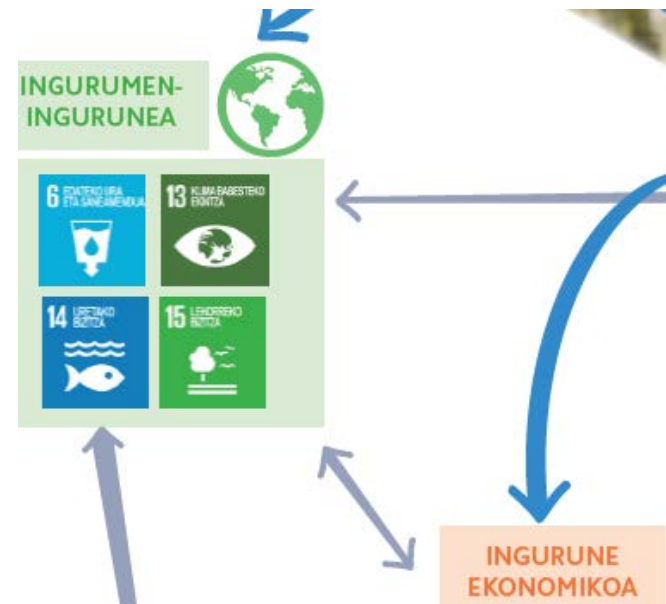 INGURUMEN-
INGURUNEA
6 EDATEKO URA
ETA SANEAMENDUA
13 KLIMA BABESTEKO
EKINTZA
14 URETAKO
BIZITZA
15 LEHORREKO
BIZITZA
INGURUNE
EKONOMIKOA